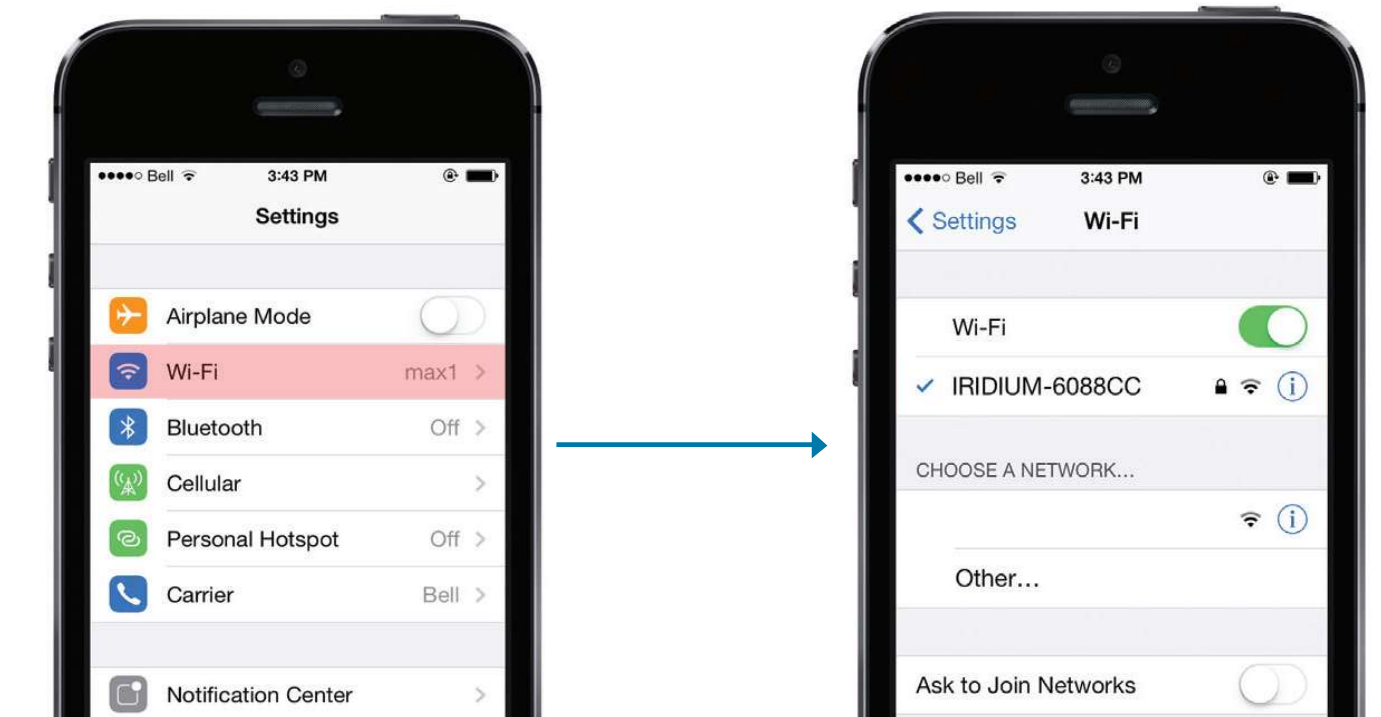 ●●●●○ Bell 3:43 PM
Settings
Airplane Mode
Wi-Fi max1 >
Bluetooth Off >
Cellular >
Personal Hotspot Off >
Carrier Bell >
Notification Center >
●●●●○ Bell 3:43 PM
< Settings Wi-Fi
Wi-Fi
✓ IRIDIUM-6088CC i
CHOOSE A NETWORK...
i
Other...
Ask to Join Networks